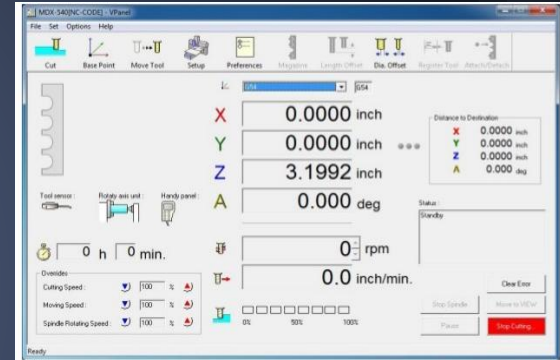 MDX-540[NC-CODE] - VPanel
File Set Options Help
Cut Base Point Move Tool Setup Preferences Magazine Length Offset Dia. Offset Register Tool Attach/Detach
G54 G54
X 0.0000 inch
Y 0.0000 inch
Z 3.1992 inch
A 0.000 deg
Distance to Destination
X 0.0000 inch
Y 0.0000 inch
Z 0.0000 inch
A 0.000 deg
Tool sensor: Rotary axis unit: Handy panel:
Status:
Standby
0 h 0 min.
0 rpm
0.0 inch/min.
Overrides
Cutting Speed: 100 %
Moving Speed: 100 %
Spindle Rotating Speed: 100 %
0% 50% 100%
Clear Error
Stop Spindle Move to VIEW
Pause Stop Cutting...
Ready